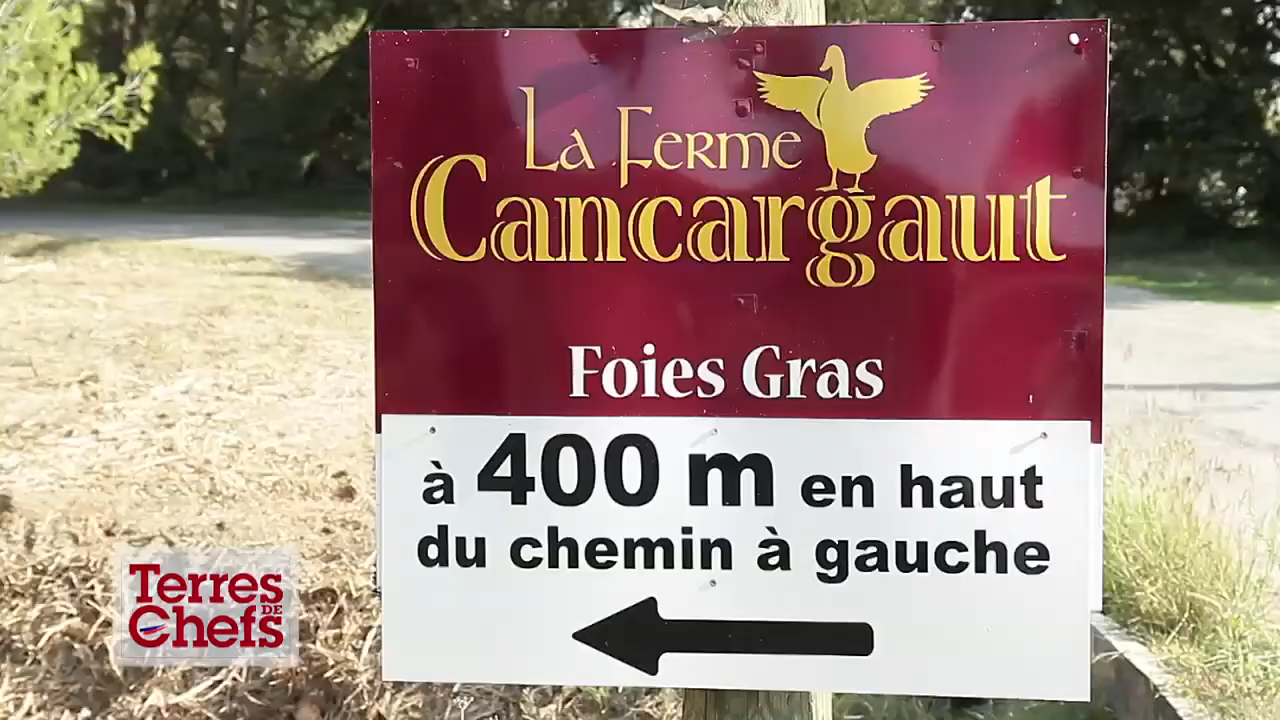 La Ferme
Cancargaut
Foies Gras
à 400 m en haut
du chemin à gauche
Terres
DE
Chefs